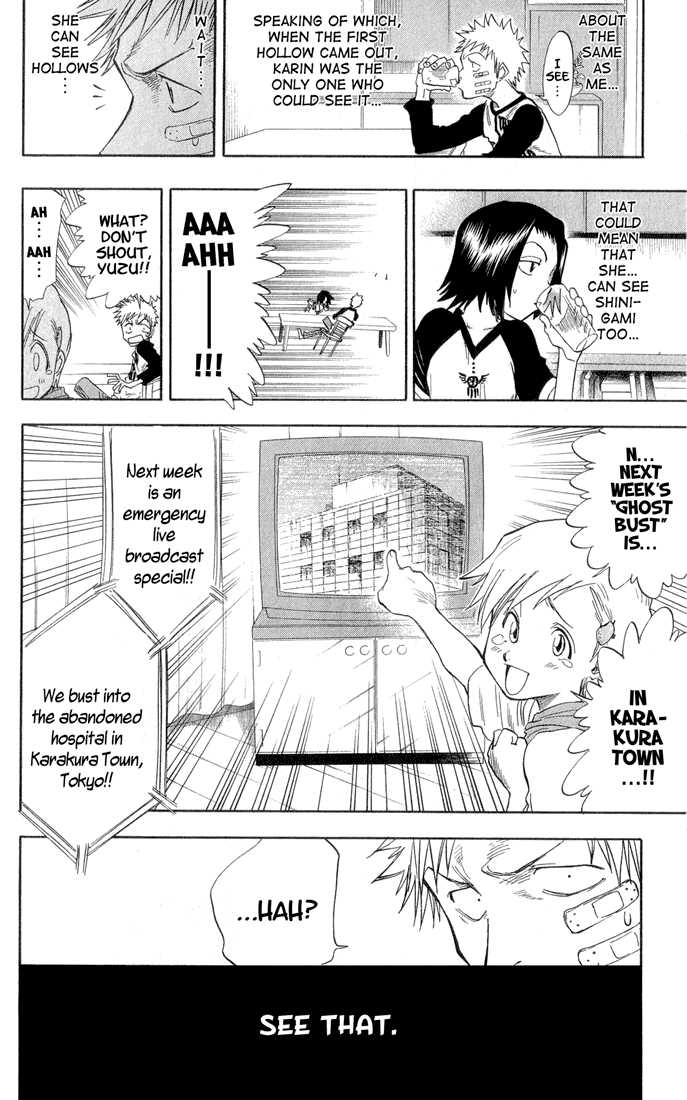 ABOUT
THE
SAME
AS
ME...
I
SEE
...
SPEAKING OF WHICH,
WHEN THE FIRST
HOLLOW CAME OUT,
KARIN WAS THE
ONLY ONE WHO
COULD SEE IT...
WAIT...
SHE
CAN
SEE
HOLLOWS
...
THAT
COULD
MEAN
THAT
SHE...
CAN SEE
SHINI-
GAMI
TOO...
AAA
AHH
—
!!!
WHAT?
DON'T
SHOUT,
YUZU!!
AH
....
AAH
N...
NEXT
WEEK'S
"GHOST
BUST"
IS...
IN
KARA-
KURA
TOWN
...!!
Next week
is an
emergency
live
broadcast
special!!
We bust into
the abandoned
hospital in
Karakura Town,
Tokyo!!
...HAH?
SEE THAT.